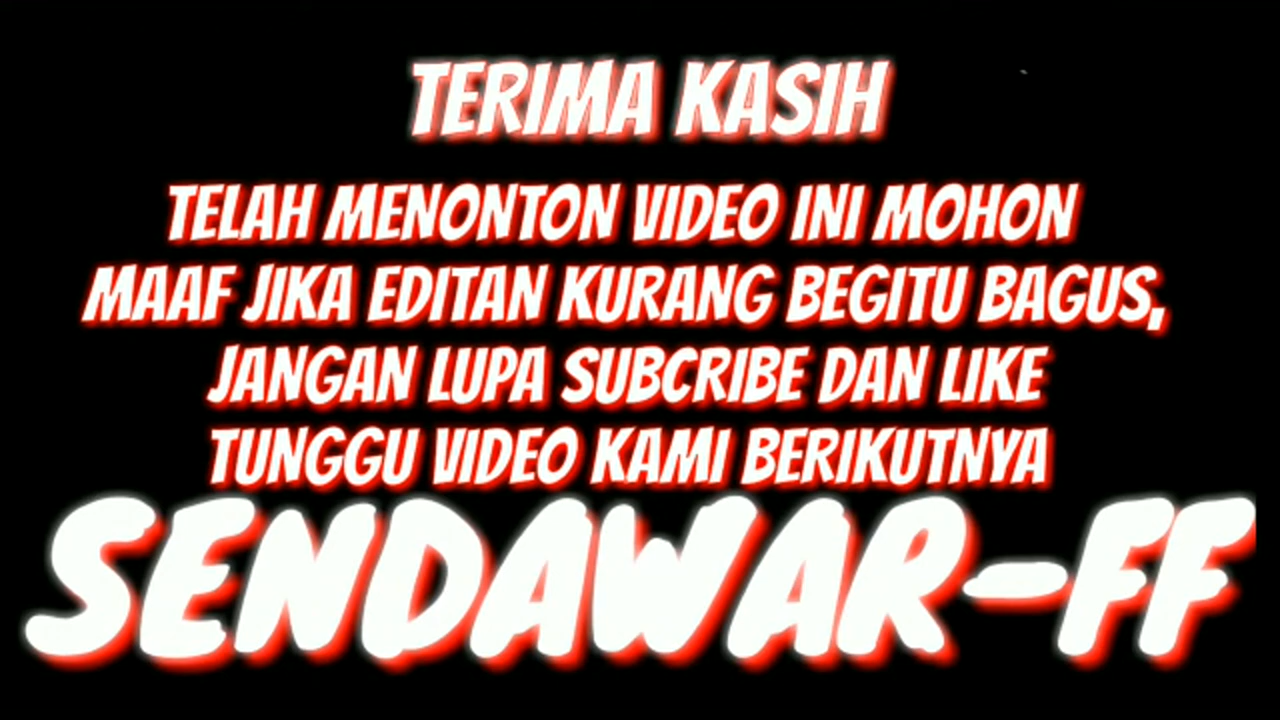 TERIMA KASIH
TELAH MENONTON VIDEO INI MOHON
MAAF JIKA EDITAN KURANG BEGITU BAGUS,
JANGAN LUPA SUBCRIBE DAN LIKE
TUNGGU VIDEO KAMI BERIKUTNYA
SENDAWAR-FF